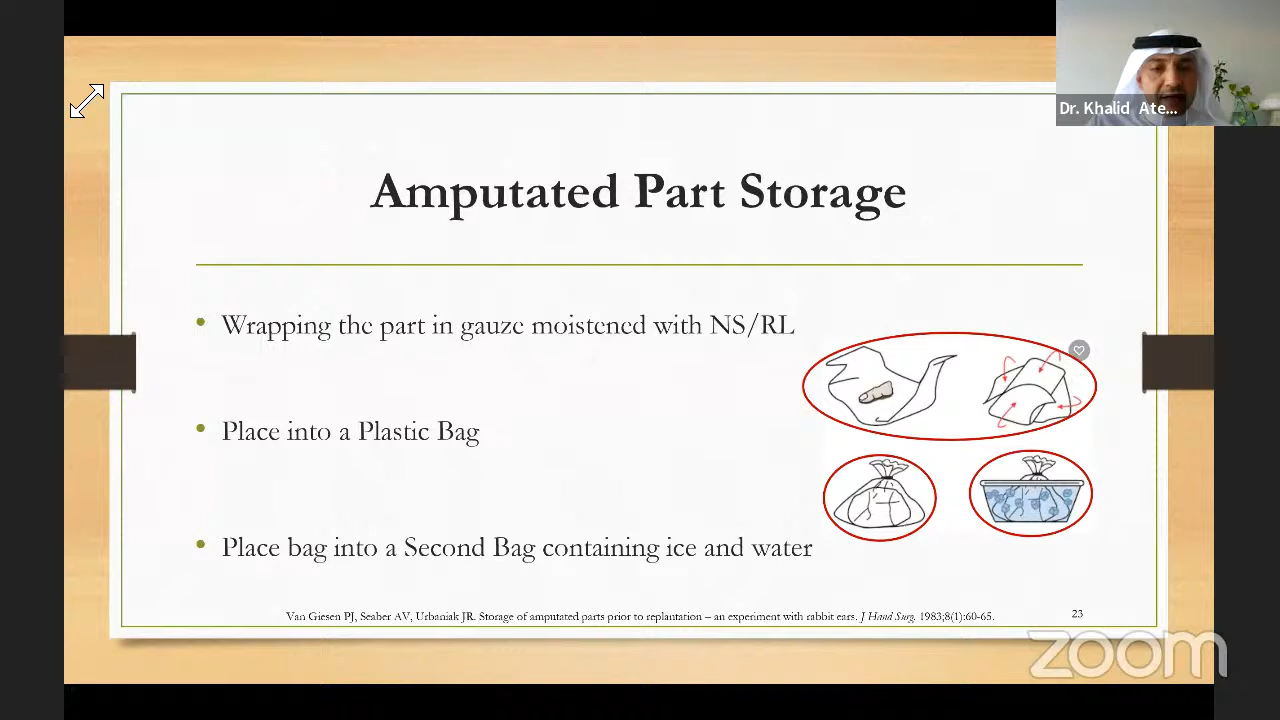 Dr. Khalid Ate...
Amputated Part Storage
• Wrapping the part in gauze moistened with NS/RL
• Place into a Plastic Bag
• Place bag into a Second Bag containing ice and water
Van Giesen PJ, Seaber AV, Urbaniak JR. Storage of amputated parts prior to replantation – an experiment with rabbit ears. J Hand Surg. 1983;8(1):60-65.
23
zoom